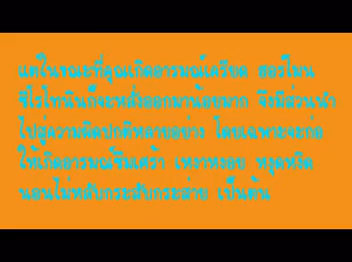 แต่ในขณะที่คุณเกิดอารมณ์เครียด ฮอร์โมน
ซีโรโทนินก็จะหลั่งออกมาน้อยมาก จึงมีส่วนนำ
ไปสู่ความผิดปกติหลายอย่าง โดยเฉพาะจะก่อ
ให้เกิดอารมณ์ซึมเศร้า เหงาหงอย หงุดหงิด
นอนไม่หลับกระสับกระส่าย เป็นต้น